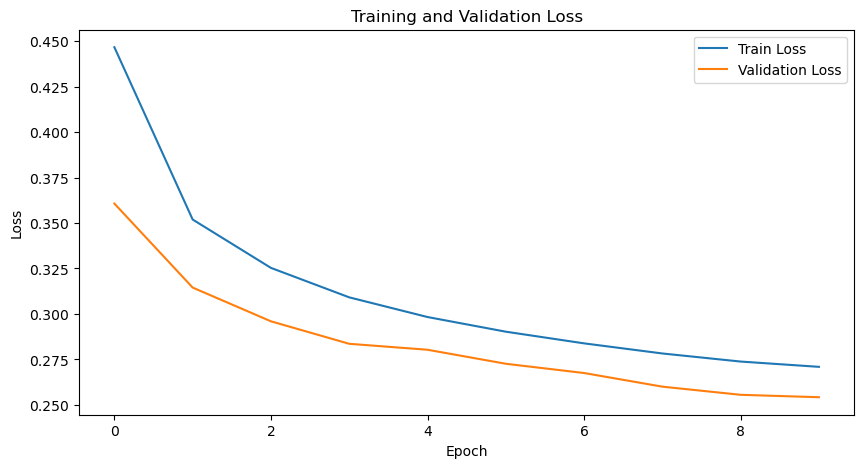 Training and Validation Loss
Train Loss
Validation Loss
Loss
0.450
0.425
0.400
0.375
0.350
0.325
0.300
0.275
0.250
0
2
4
6
8
Epoch